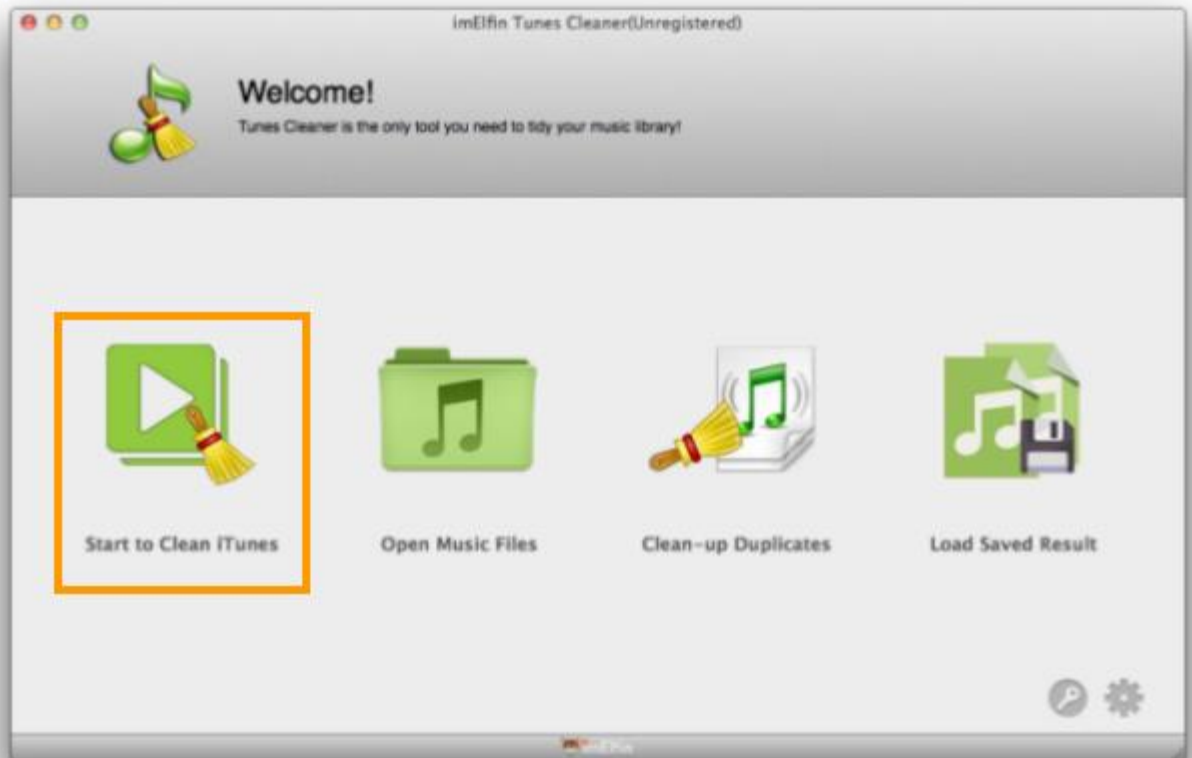 imElfin Tunes Cleaner(Unregistered)
Welcome!
Tunes Cleaner is the only tool you need to tidy your music library!
Start to Clean iTunes
Open Music Files
Clean-up Duplicates
Load Saved Result
imElfin